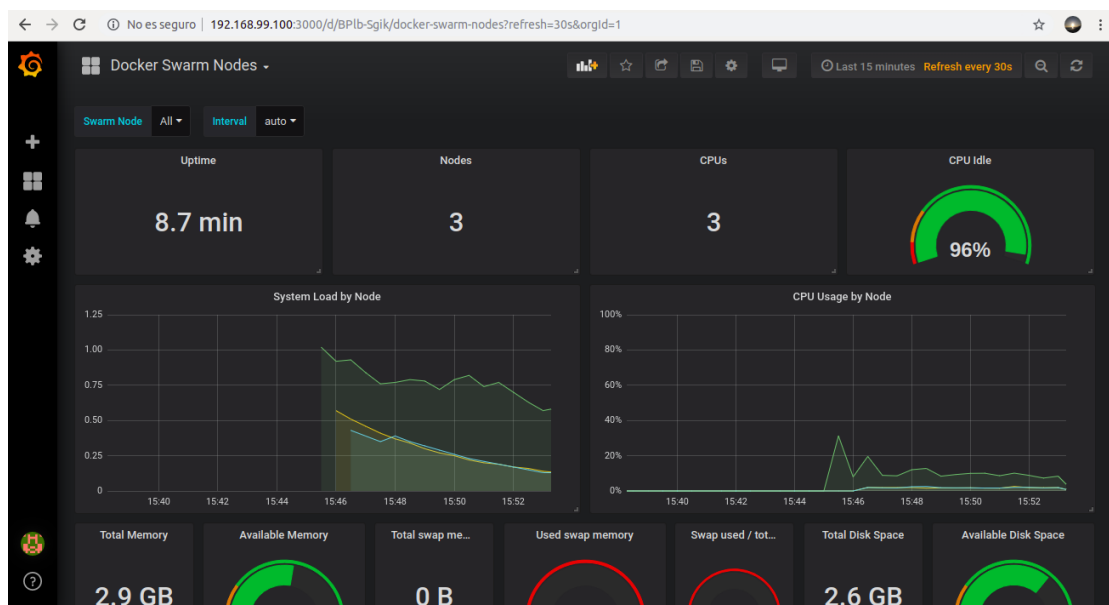 No es seguro | 192.168.99.100:3000/d/BPlb-Sgik/docker-swarm-nodes?refresh=30s&orgId=1
Docker Swarm Nodes
Last 15 minutes Refresh every 30s
Swarm Node All Interval auto
Uptime Nodes CPUs CPU Idle
8.7 min 3 3 96%
System Load by Node
1.25
1.00
0.75
0.50
0.25
0
15:40 15:42 15:44 15:46 15:48 15:50 15:52
CPU Usage by Node
100%
80%
60%
40%
20%
0%
15:40 15:42 15:44 15:46 15:48 15:50 15:52
Total Memory Available Memory Total swap me... Used swap memory Swap used / tot... Total Disk Space Available Disk Space
2.9 GB 0 B 2.6 GB